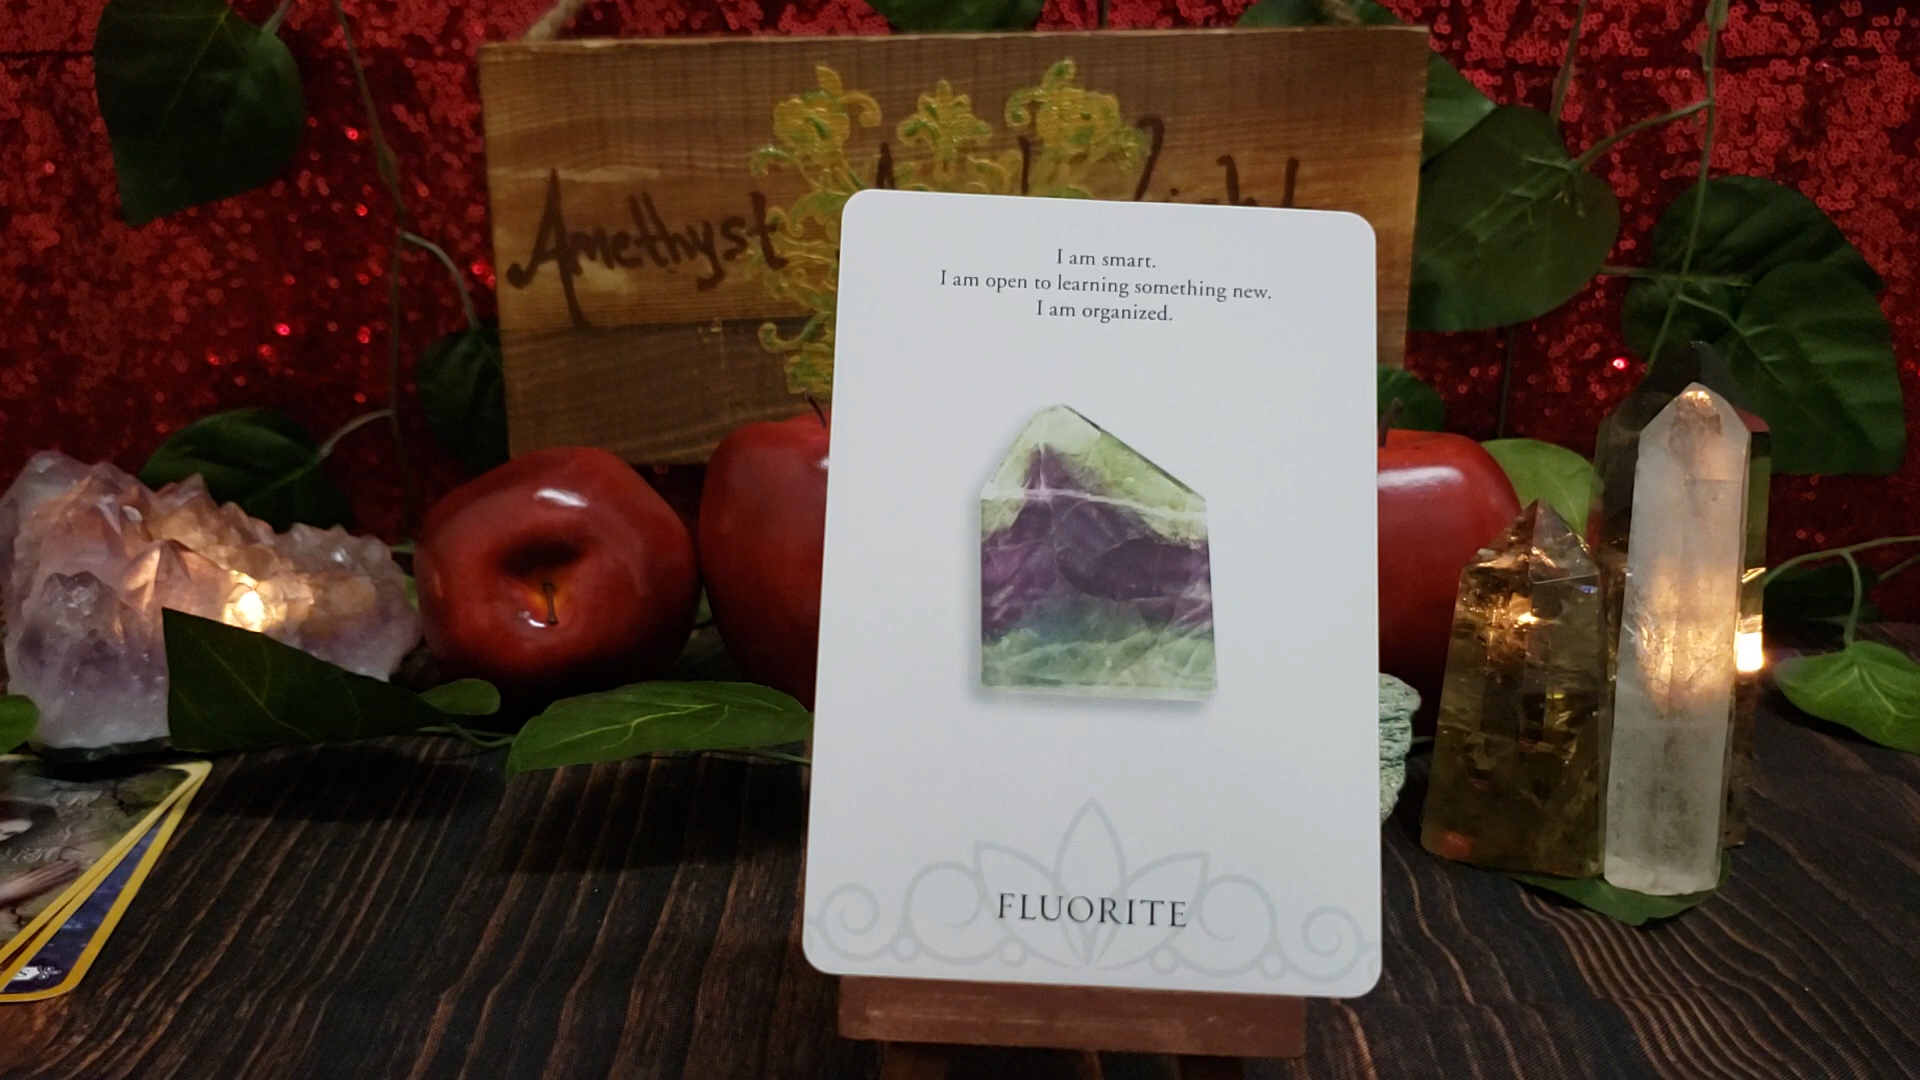 Amethyst
I am smart.
I am open to learning something new.
I am organized.
FLUORITE